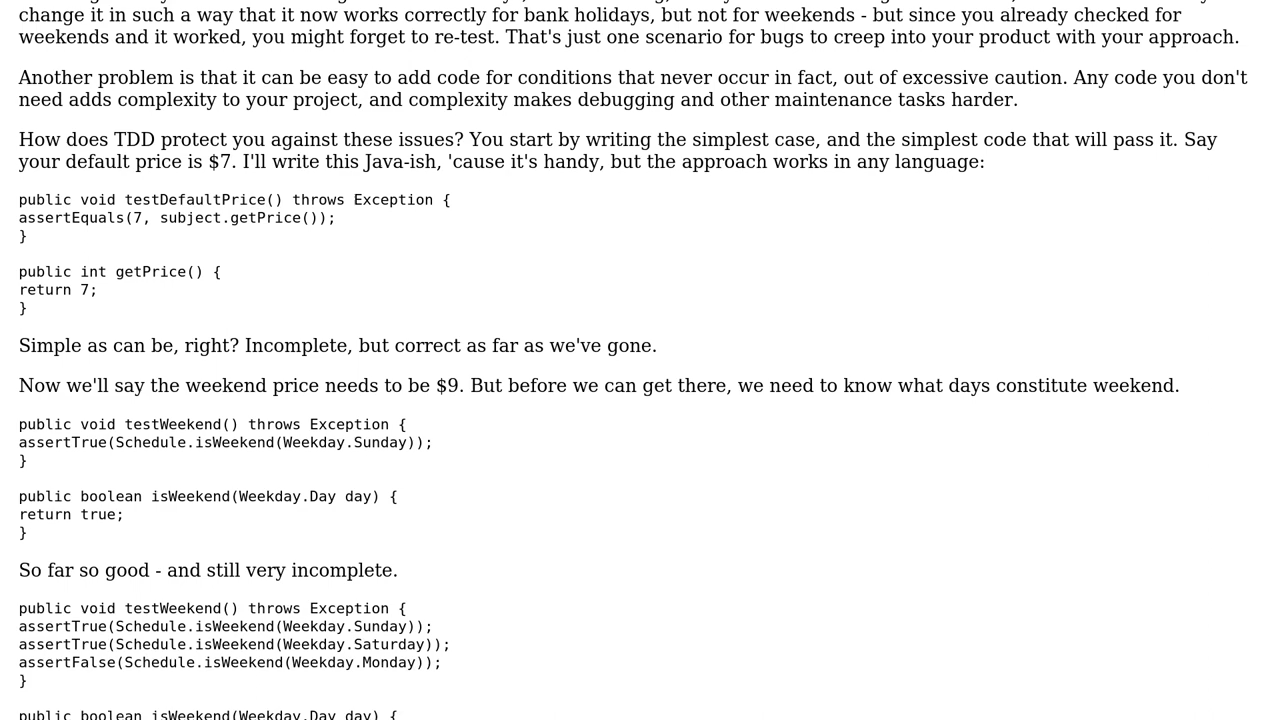 change it in such a way that it now works correctly for bank holidays, but not for weekends - but since you already checked for
weekends and it worked, you might forget to re-test. That's just one scenario for bugs to creep into your product with your approach.
Another problem is that it can be easy to add code for conditions that never occur in fact, out of excessive caution. Any code you don't
need adds complexity to your project, and complexity makes debugging and other maintenance tasks harder.
How does TDD protect you against these issues? You start by writing the simplest case, and the simplest code that will pass it. Say
your default price is $7. I'll write this Java-ish, 'cause it's handy, but the approach works in any language:
public void testDefaultPrice() throws Exception {
assertEquals(7, subject.getPrice());
}
public int getPrice() {
return 7;
}
Simple as can be, right? Incomplete, but correct as far as we've gone.
Now we'll say the weekend price needs to be $9. But before we can get there, we need to know what days constitute weekend.
public void testWeekend() throws Exception {
assertTrue(Schedule.isWeekend(Weekday.Sunday));
}
public boolean isWeekend(Weekday.Day day) {
return true;
}
So far so good - and still very incomplete.
public void testWeekend() throws Exception {
assertTrue(Schedule.isWeekend(Weekday.Sunday));
assertTrue(Schedule.isWeekend(Weekday.Saturday));
assertFalse(Schedule.isWeekend(Weekday.Monday));
}
public boolean isWeekend(Weekday.Day day) {